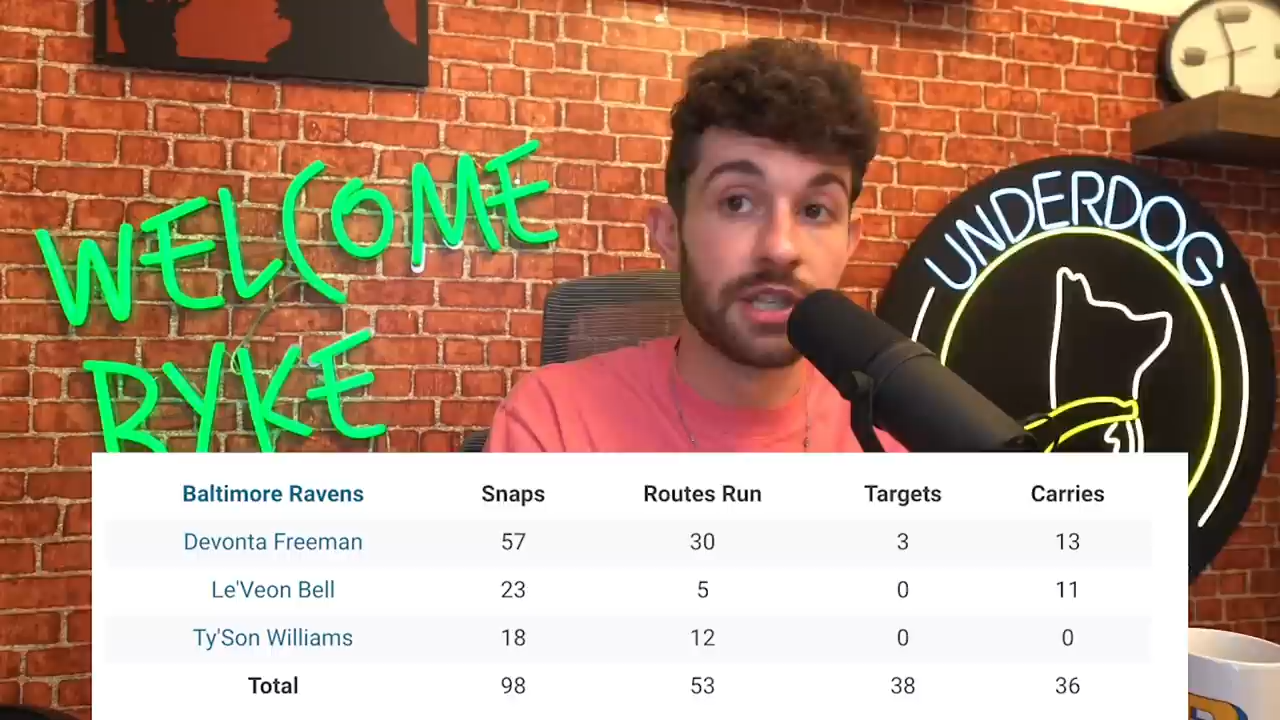 WELCOME
RYKE
UNDERDOG
Baltimore Ravens Snaps Routes Run Targets Carries
Devonta Freeman 57 30 3 13
Le'Veon Bell 23 5 0 11
Ty'Son Williams 18 12 0 0
Total 98 53 38 36